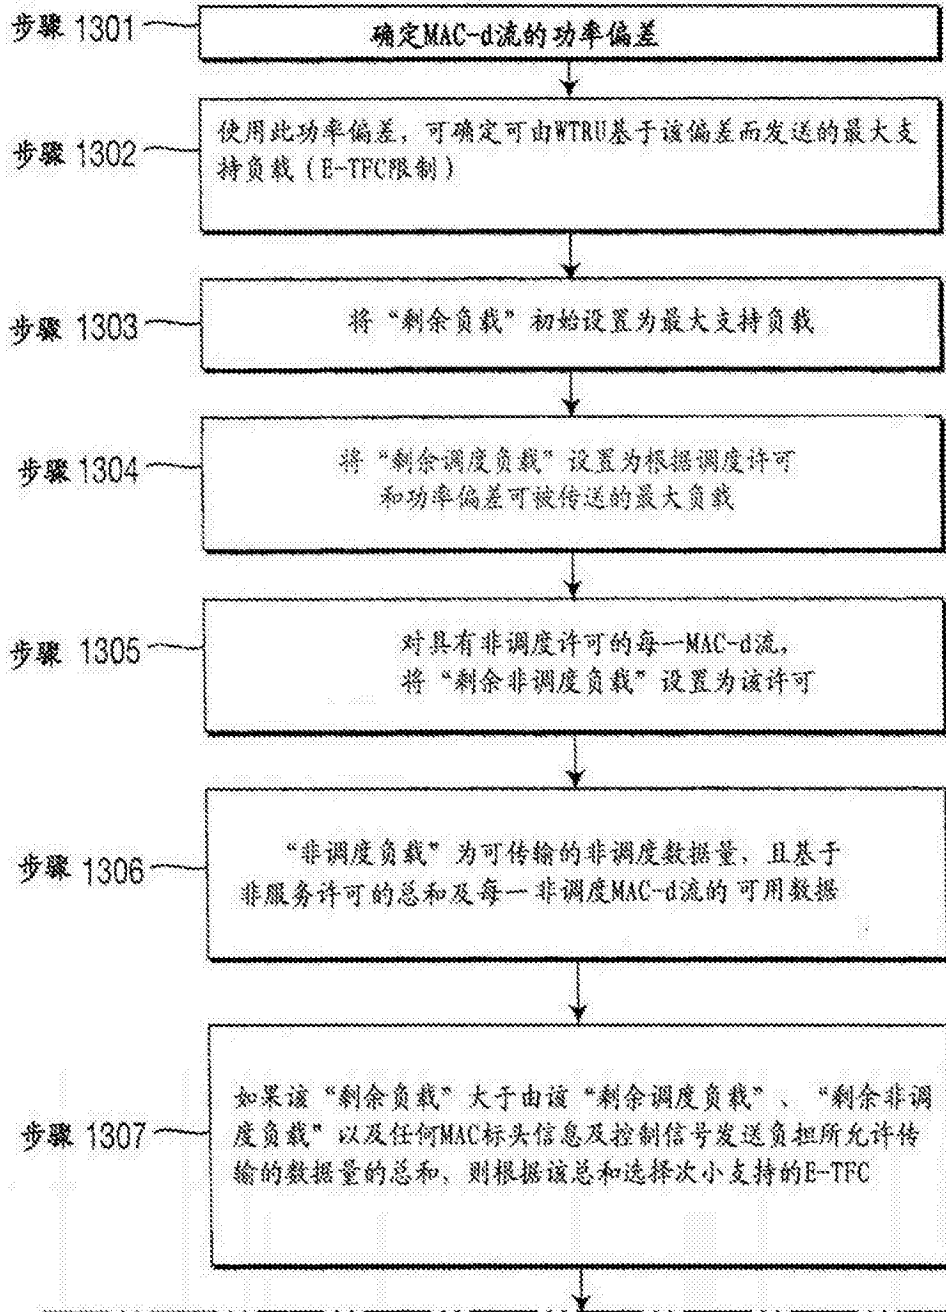 步骤 1301
确定MAC-d流的功率偏差
步骤 1302
使用此功率偏差，可确定可由WTRU基于该偏差而发送的最大支
持负载（E-TFC限制）
步骤 1303
将“剩余负载”初始设置为最大支持负载
步骤 1304
将“剩余调度负载”设置为根据调度许可
和功率偏差可被传送的最大负载
步骤 1305
对具有非调度许可的每一MAC-d流，
将“剩余非调度负载”设置为该许可
步骤 1306
“非调度负载”为可传输的非调度数据量、且基于
非服务许可的总和及每一非调度MAC-d流的可用数据
步骤 1307
如果该“剩余负载”大于由该“剩余调度负载”、“剩余非调
度负载”以及任何MAC标头信息及控制信号发送负担所允许传
输的数据量的总和、则根据该总和选择次小支持的E-TFC